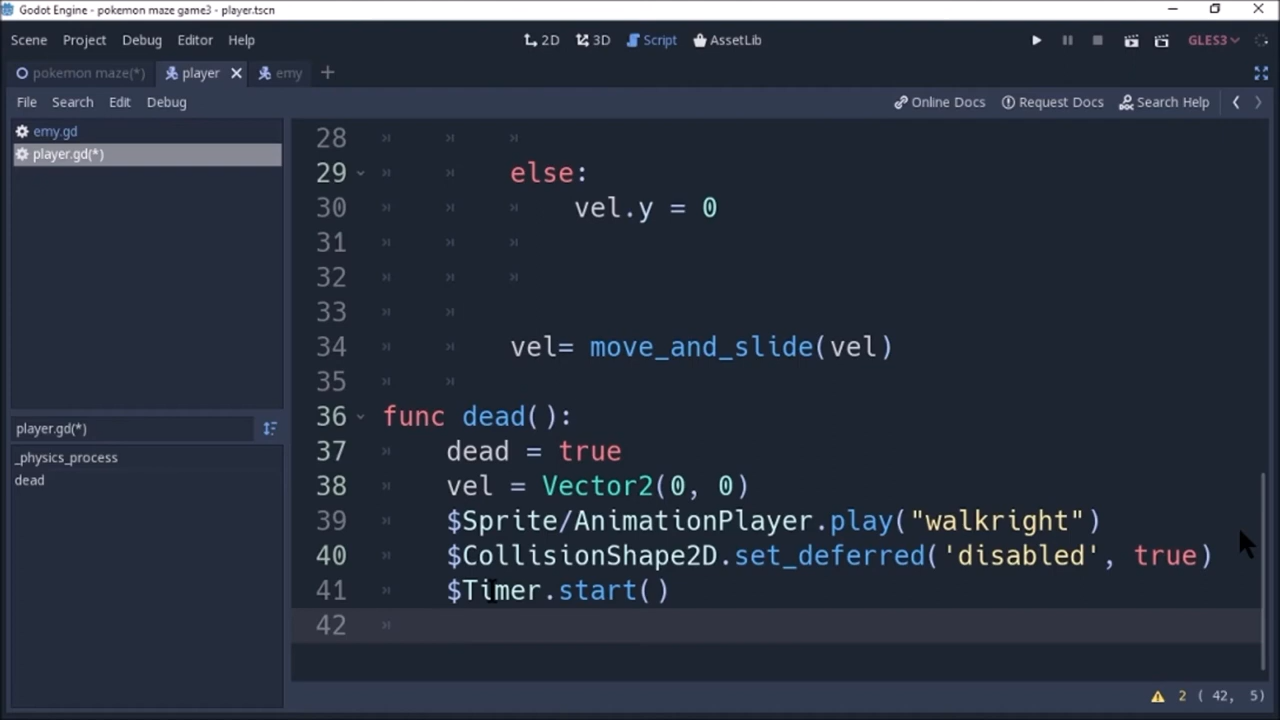 Godot Engine - pokemon maze game3 - player.tscn
Scene Project Debug Editor Help 2D 3D Script AssetLib GLES3
pokemon maze(*) player emy
File Search Edit Debug Online Docs Request Docs Search Help
emy.gd
player.gd(*)
player.gd(*)
_physics_process
dead
28
29 else:
30 vel.y = 0
31
32
33
34 vel= move_and_slide(vel)
35
36 func dead():
37 dead = true
38 vel = Vector2(0, 0)
39 $Sprite/AnimationPlayer.play("walkright")
40 $CollisionShape2D.set_deferred('disabled', true)
41 $Timer.start()
42
2 ( 42, 5)